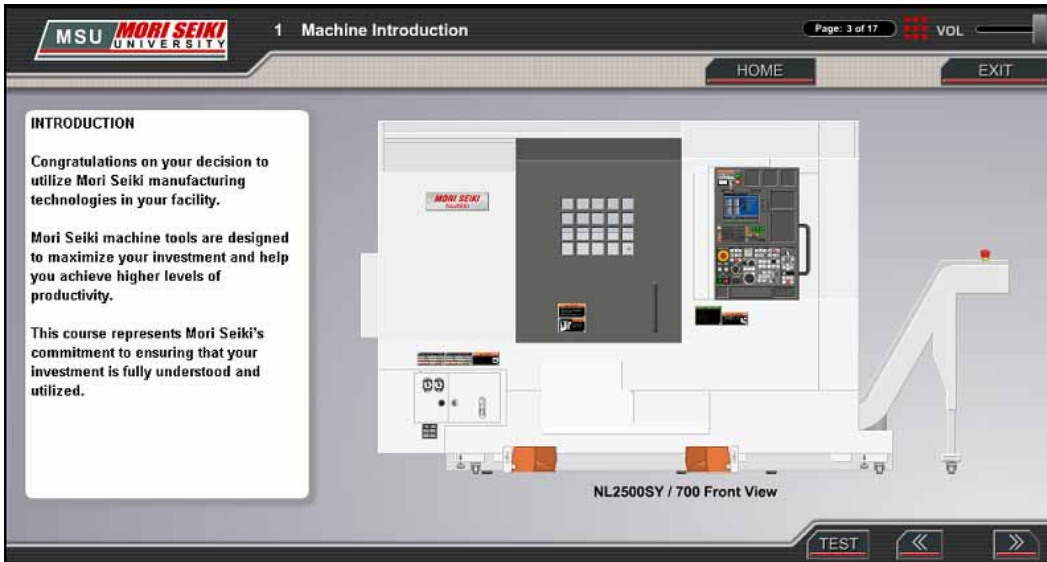 MSU MORI SEIKI
UNIVERSITY
1 Machine Introduction
Page: 3 of 17
VOL
HOME
EXIT
INTRODUCTION
Congratulations on your decision to
utilize Mori Seiki manufacturing
technologies in your facility.
Mori Seiki machine tools are designed
to maximize your investment and help
you achieve higher levels of
productivity.
This course represents Mori Seiki's
commitment to ensuring that your
investment is fully understood and
utilized.
MORI SEIKI
NL2500SY / 700 Front View
TEST